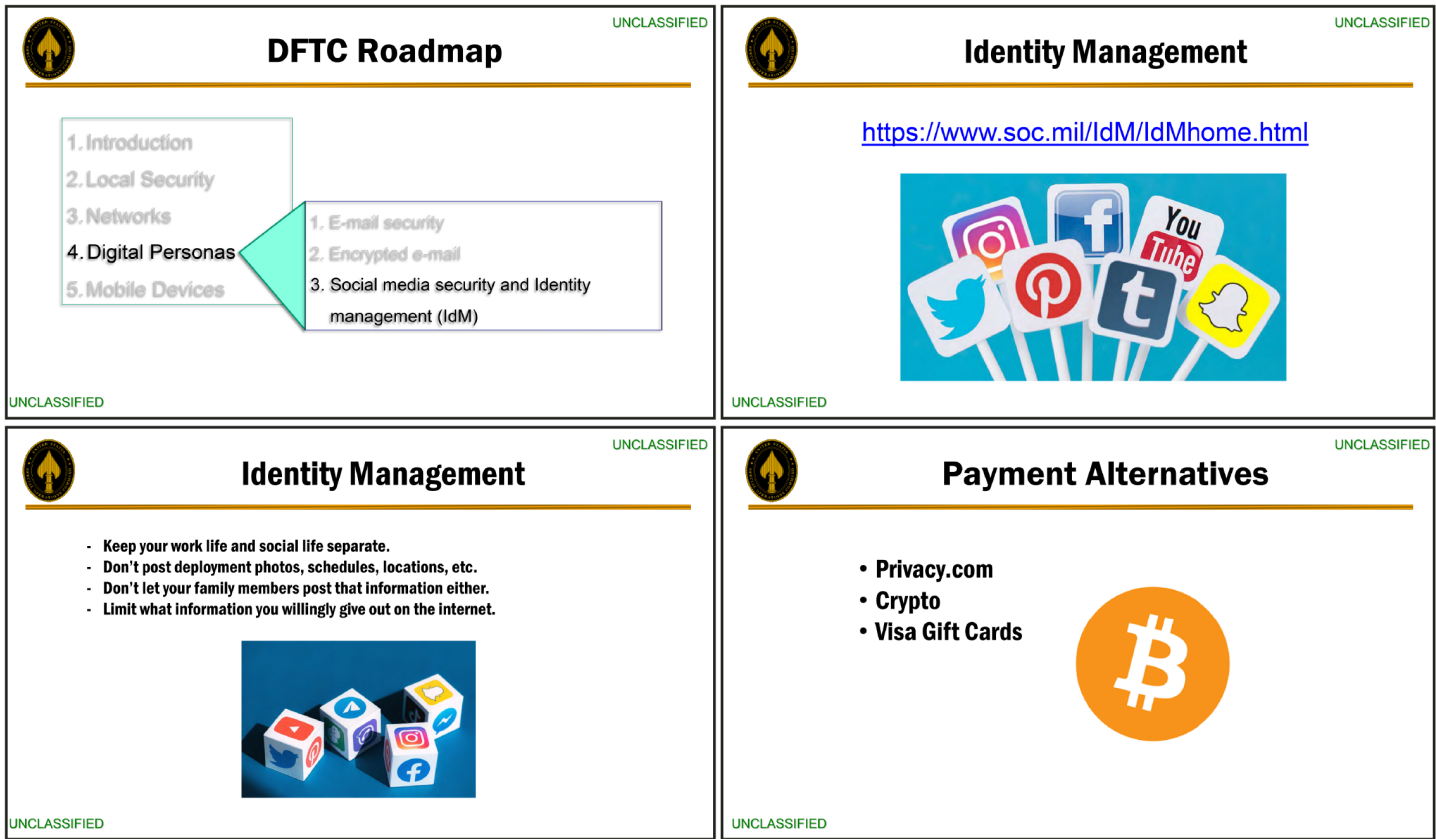 UNCLASSIFIED
DFTC Roadmap
1. Introduction
2. Local Security
3. Networks
4. Digital Personas
5. Mobile Devices
1. E-mail security
2. Encrypted e-mail
3. Social media security and Identity
management (IdM)
UNCLASSIFIED
UNCLASSIFIED
Identity Management
https://www.soc.mil/IdM/IdMhome.html
You
Tube
UNCLASSIFIED
UNCLASSIFIED
Identity Management
- Keep your work life and social life separate.
- Don't post deployment photos, schedules, locations, etc.
- Don't let your family members post that information either.
- Limit what information you willingly give out on the internet.
UNCLASSIFIED
UNCLASSIFIED
Payment Alternatives
• Privacy.com
• Crypto
• Visa Gift Cards
UNCLASSIFIED